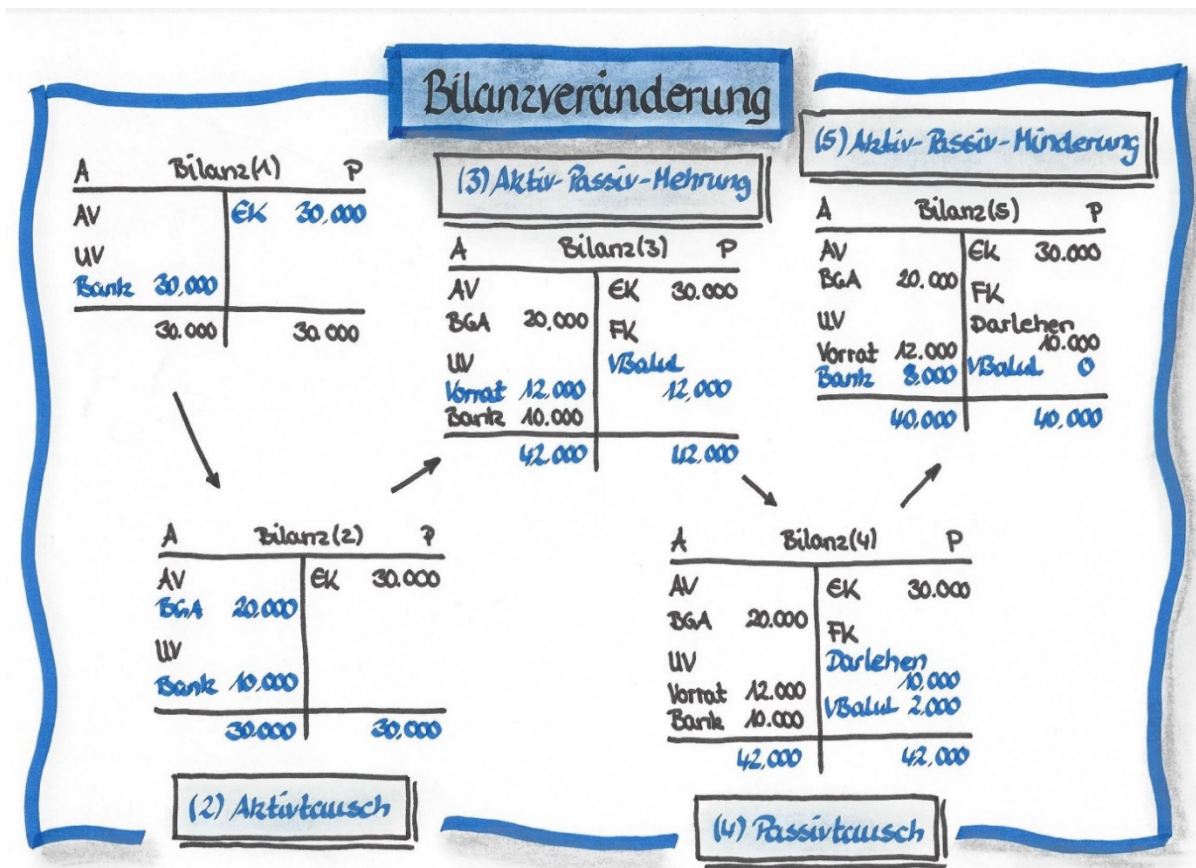 Bilanzveränderung
A Bilanz(1) P
AV EK 30.000
UV
Bank 30.000
30.000 30.000
A Bilanz(2) P
AV EK 30.000
BGA 20.000
UV
Bank 10.000
30.000 30.000
(2) Aktivtausch
(3) Aktiv-Passiv-Mehrung
A Bilanz(3) P
AV EK 30.000
BGA 20.000 FK
UV VBaLuL
Vorrat 12.000 12.000
Bank 10.000
42.000 42.000
A Bilanz(4) P
AV EK 30.000
BGA 20.000 FK
UV Darlehen
10.000
Vorrat 12.000 VBaLuL 2.000
Bank 10.000
42.000 42.000
(4) Passivtausch
(5) Aktiv-Passiv-Minderung
A Bilanz(5) P
AV EK 30.000
BGA 20.000 FK
UV Darlehen
10.000
Vorrat 12.000 VBaLuL 0
Bank 8.000
40.000 40.000